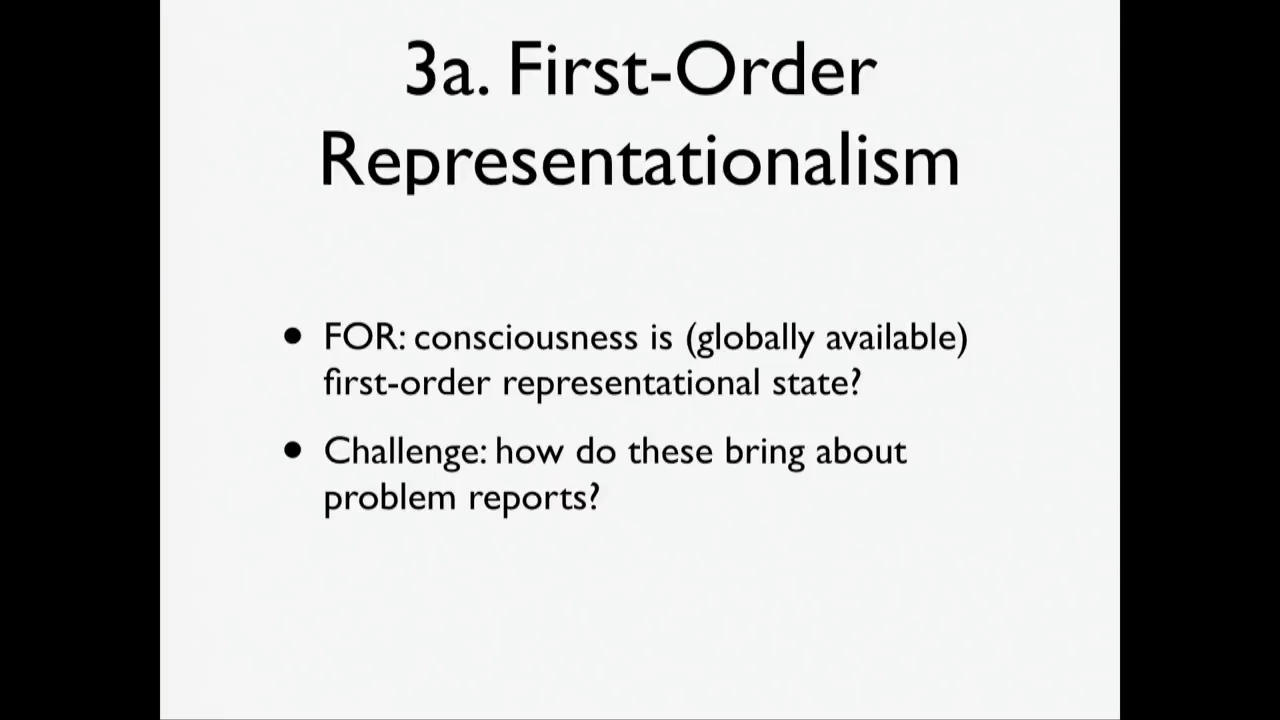 3a. First-Order
Representationalism
• FOR: consciousness is (globally available)
first-order representational state?
• Challenge: how do these bring about
problem reports?